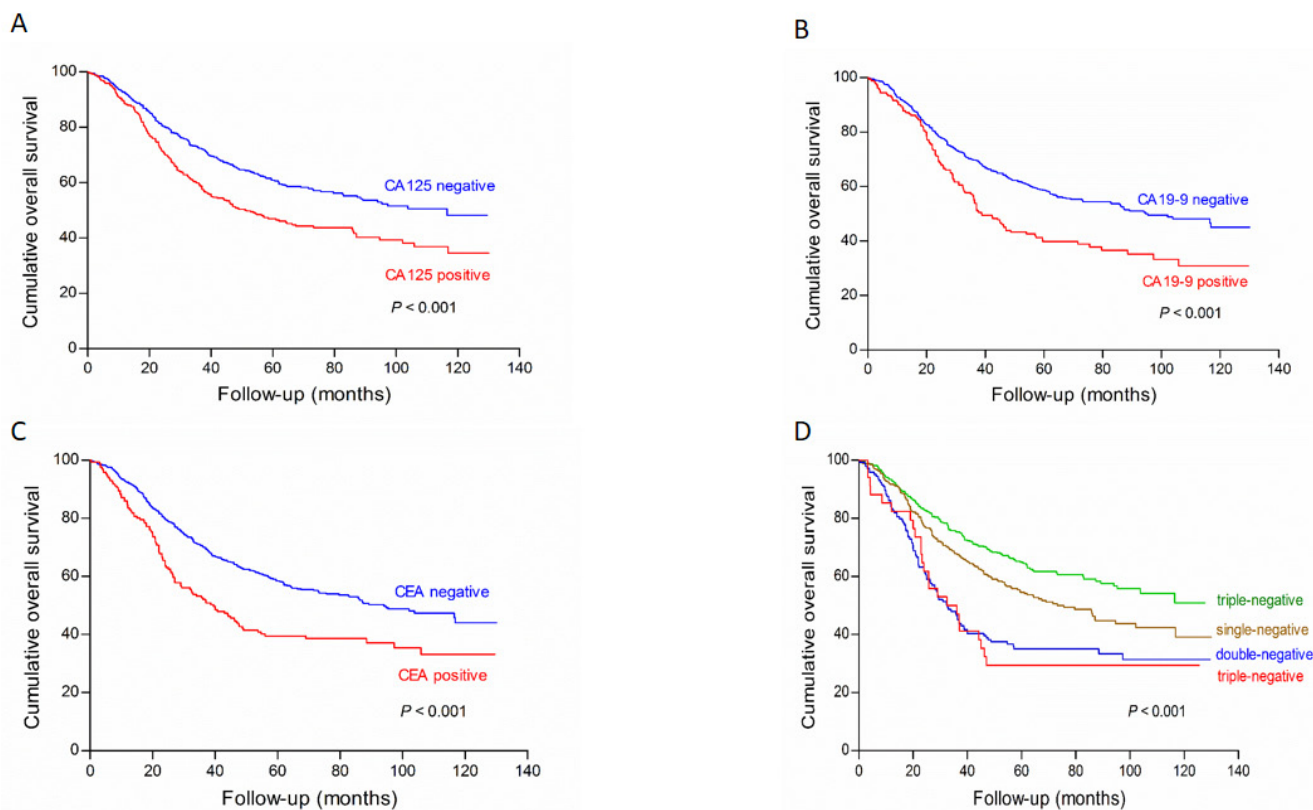 A
100
80
60
40
20
0
Cumulative overall survival
CA125 negative
CA125 positive
P < 0.001
0 20 40 60 80 100 120 140
Follow-up (months)
B
100
80
60
40
20
0
Cumulative overall survival
CA19-9 negative
CA19-9 positive
P < 0.001
0 20 40 60 80 100 120 140
Follow-up (months)
C
100
80
60
40
20
0
Cumulative overall survival
CEA negative
CEA positive
P < 0.001
0 20 40 60 80 100 120 140
Follow-up (months)
D
100
80
60
40
20
0
Cumulative overall survival
triple-negative
single-negative
double-negative
triple-negative
P < 0.001
0 20 40 60 80 100 120 140
Follow-up (months)